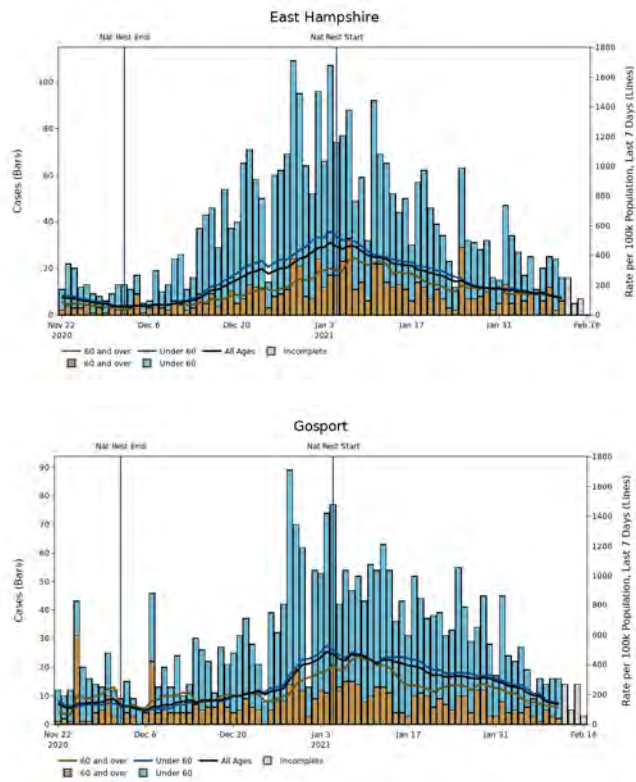 East Hampshire
Nat Rest End Nat Rest Start
Cases (Bars)
100
80
60
40
20
0
1800
1600
1400
1200
1000
800
600
400
200
0
Rate per 100k Population, Last 7 Days (Lines)
Nov 22 Dec 6 Dec 20 Jan 3 Jan 17 Jan 31 Feb 14
2020 2021
60 and over Under 60 All Ages Incomplete
60 and over Under 60
Gosport
Nat Rest End Nat Rest Start
Cases (Bars)
90
80
70
60
50
40
30
20
10
0
1800
1600
1400
1200
1000
800
600
400
200
0
Rate per 100k Population, Last 7 Days (Lines)
Nov 22 Dec 6 Dec 20 Jan 3 Jan 17 Jan 31 Feb 14
2020 2021
60 and over Under 60 All Ages Incomplete
60 and over Under 60